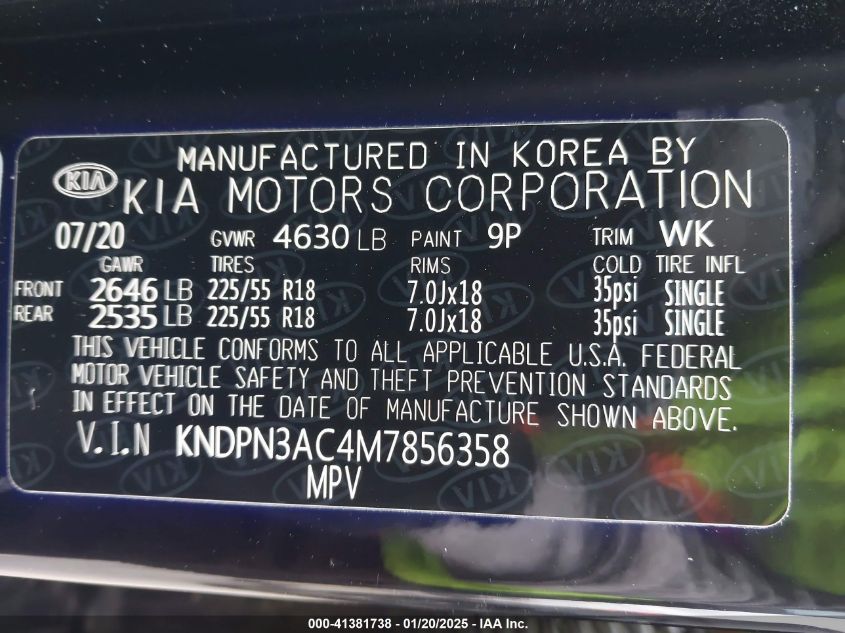 MANUFACTURED IN KOREA BY
KIA KIA MOTORS CORPORATION
07/20 GVWR 4630 LB PAINT 9P TRIM WK
GAWR TIRES RIMS COLD TIRE INFL
FRONT 2646 LB 225/55 R18 7.0Jx18 35psi SINGLE
REAR 2535 LB 225/55 R18 7.0Jx18 35psi SINGLE
THIS VEHICLE CONFORMS TO ALL APPLICABLE U.S.A. FEDERAL
MOTOR VEHICLE SAFETY AND THEFT PREVENTION STANDARDS
IN EFFECT ON THE DATE OF MANUFACTURE SHOWN ABOVE.
V.I.N KNDPN3AC4M7856358
MPV
000-41381738 — 01/20/2025 — IAA Inc.